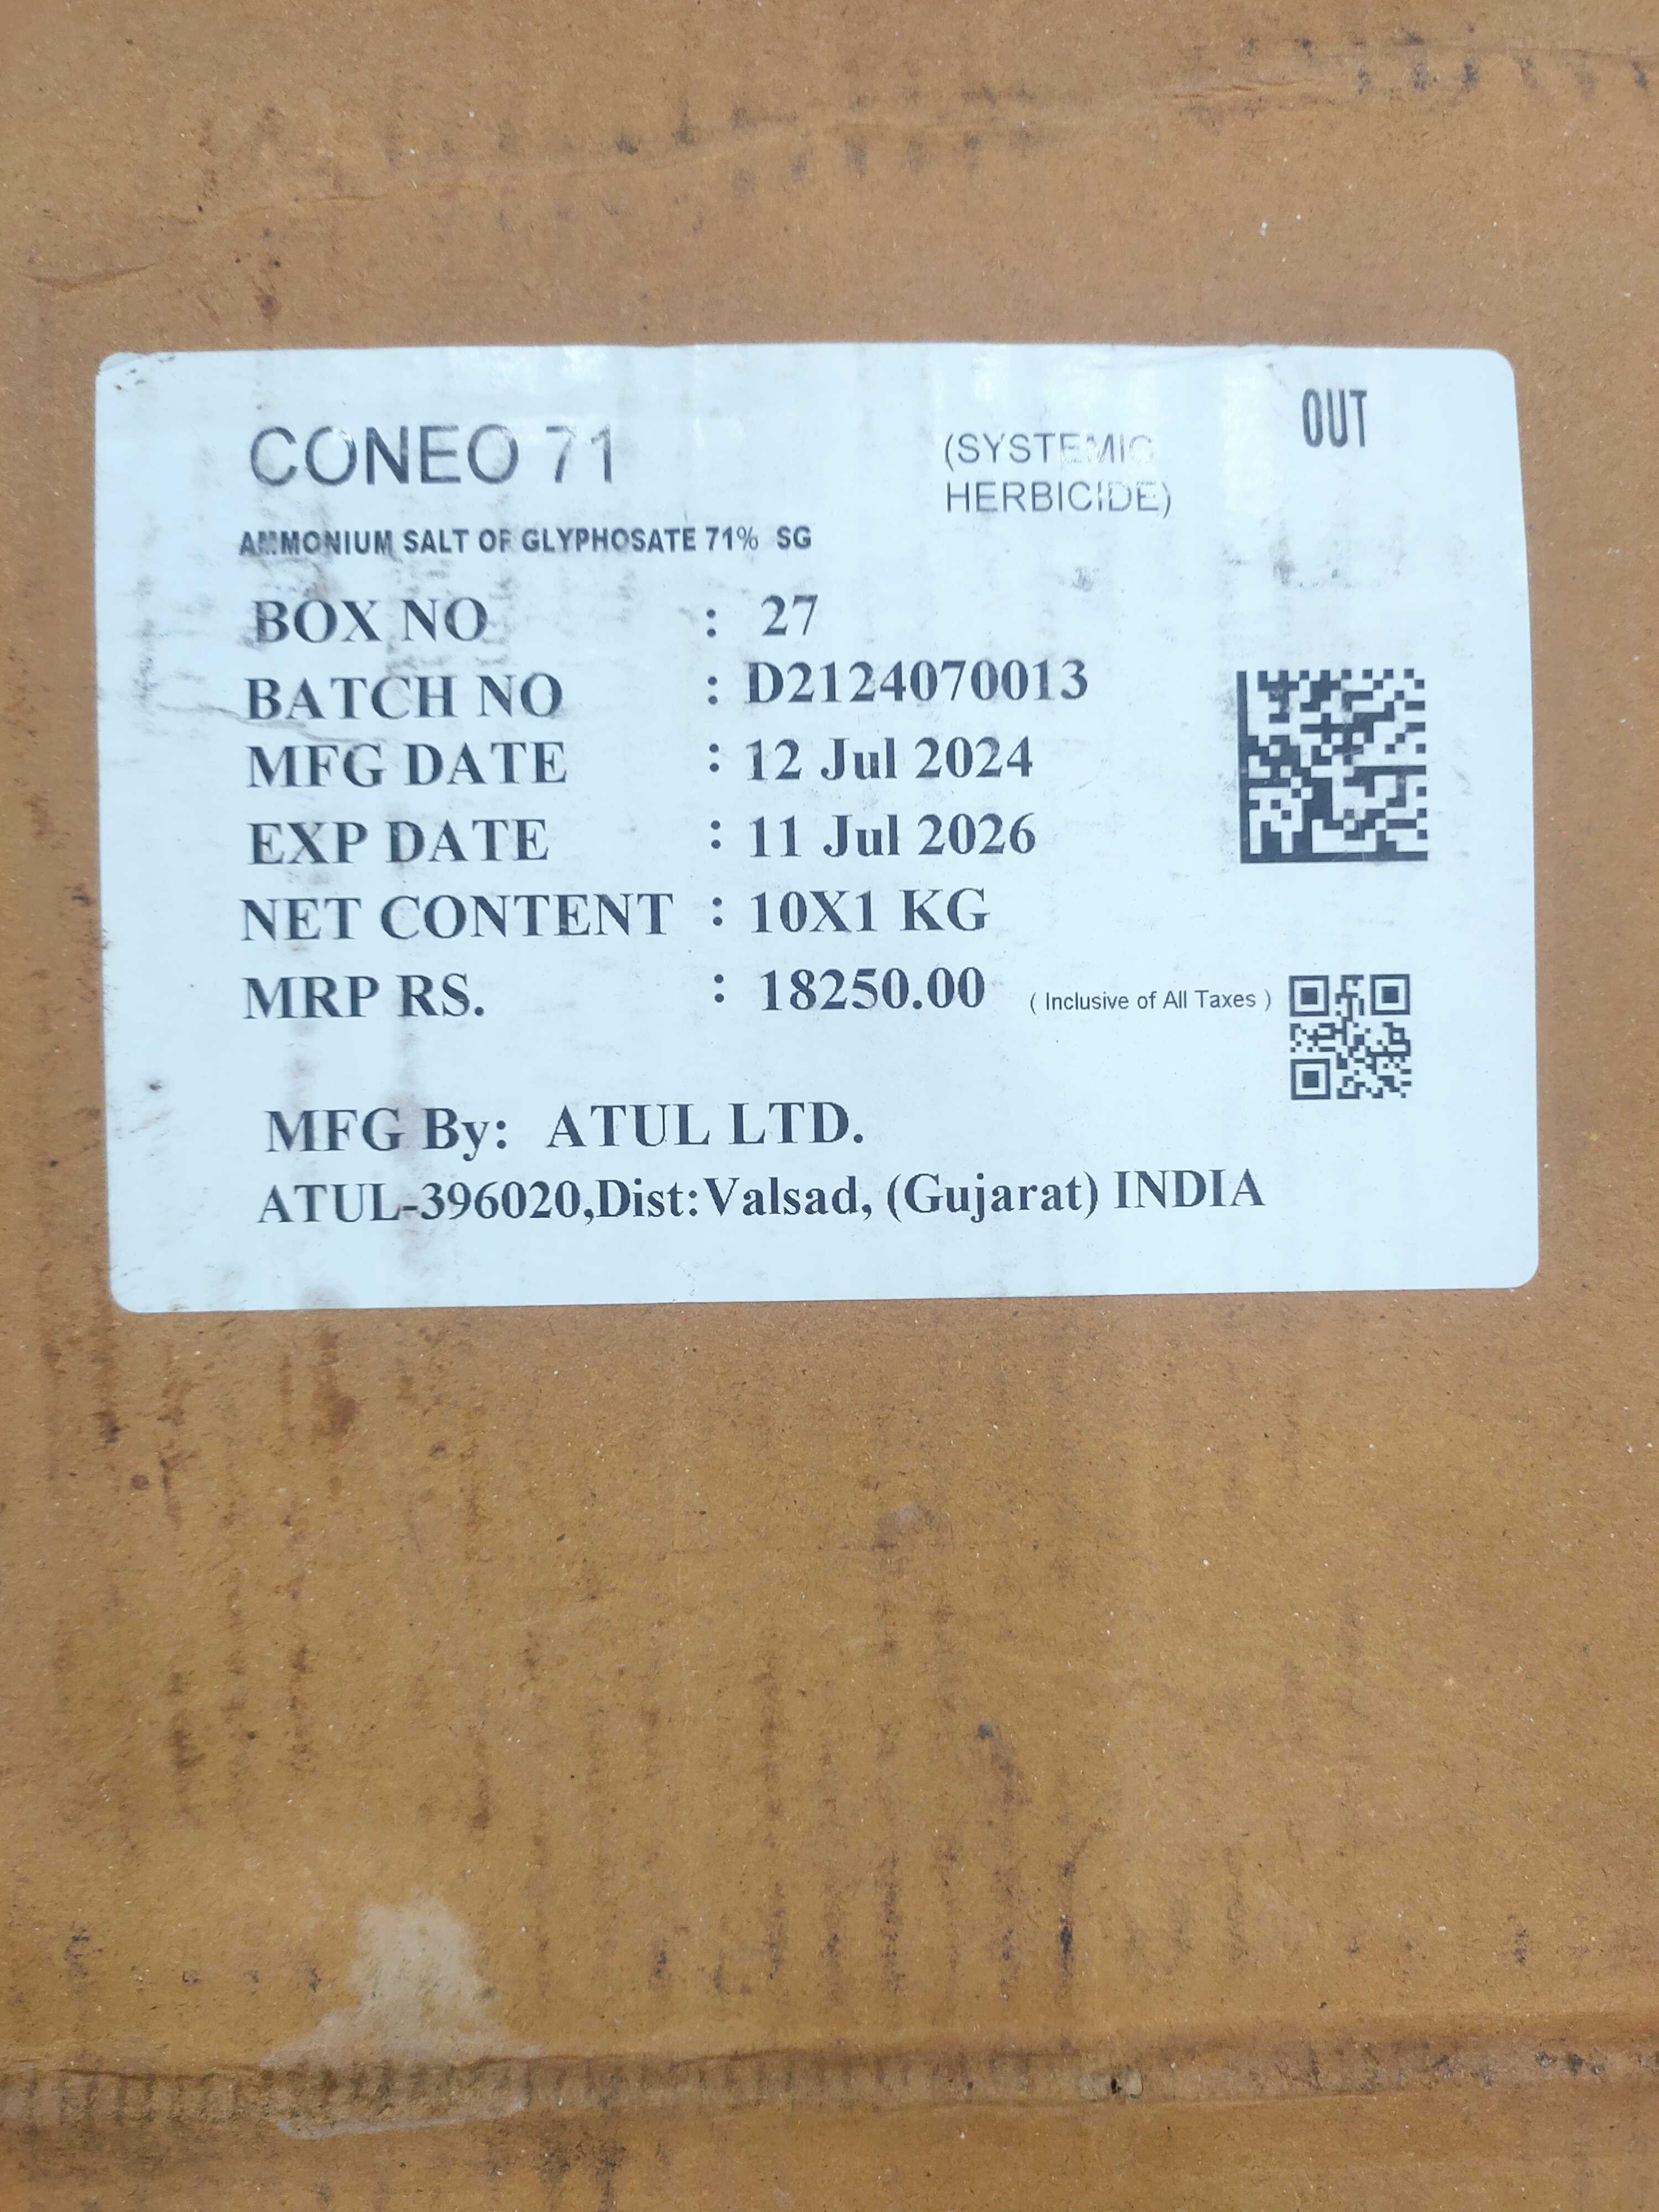 OUT
CONEO 71 (SYSTEMIC
HERBICIDE)
AMMONIUM SALT OF GLYPHOSATE 71% SG
BOX NO : 27
BATCH NO : D2124070013
MFG DATE : 12 Jul 2024
EXP DATE : 11 Jul 2026
NET CONTENT : 10X1 KG
MRP RS. : 18250.00 ( Inclusive of All Taxes )
MFG By: ATUL LTD.
ATUL-396020,Dist:Valsad, (Gujarat) INDIA